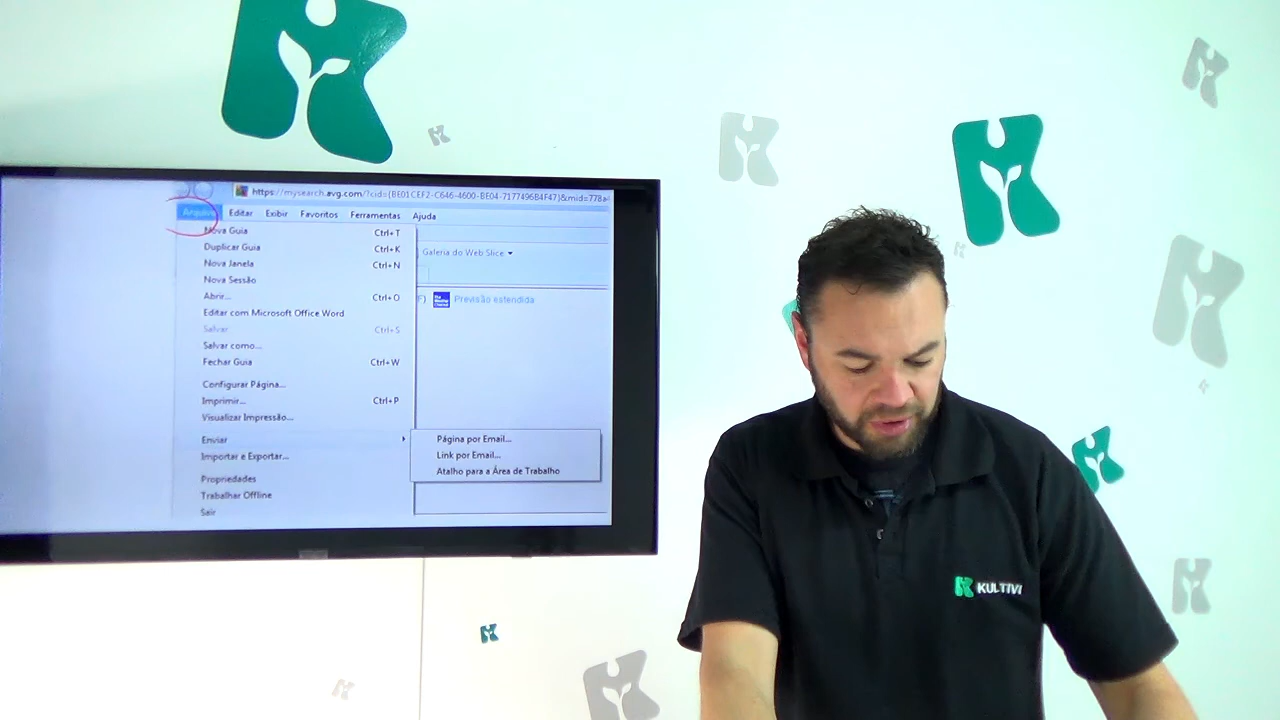 https://mysearch.avg.com/?cid={BE01CEF2-C646-4600-BE04-7177496B4F47}&mid=778a
Arquivo Editar Exibir Favoritos Ferramentas Ajuda
Nova Guia Ctrl+T
Duplicar Guia Ctrl+K
Galeria do Web Slice
Nova Janela Ctrl+N
Nova Sessão
Abrir... Ctrl+O
F) Previsão estendida
Editar com Microsoft Office Word
Salvar Ctrl+S
Salvar como...
Fechar Guia Ctrl+W
Configurar Página...
Imprimir... Ctrl+P
Visualizar Impressão...
Enviar
Página por Email...
Link por Email...
Atalho para a Área de Trabalho
Importar e Exportar...
Propriedades
Trabalhar Offline
Sair
KULTIVI